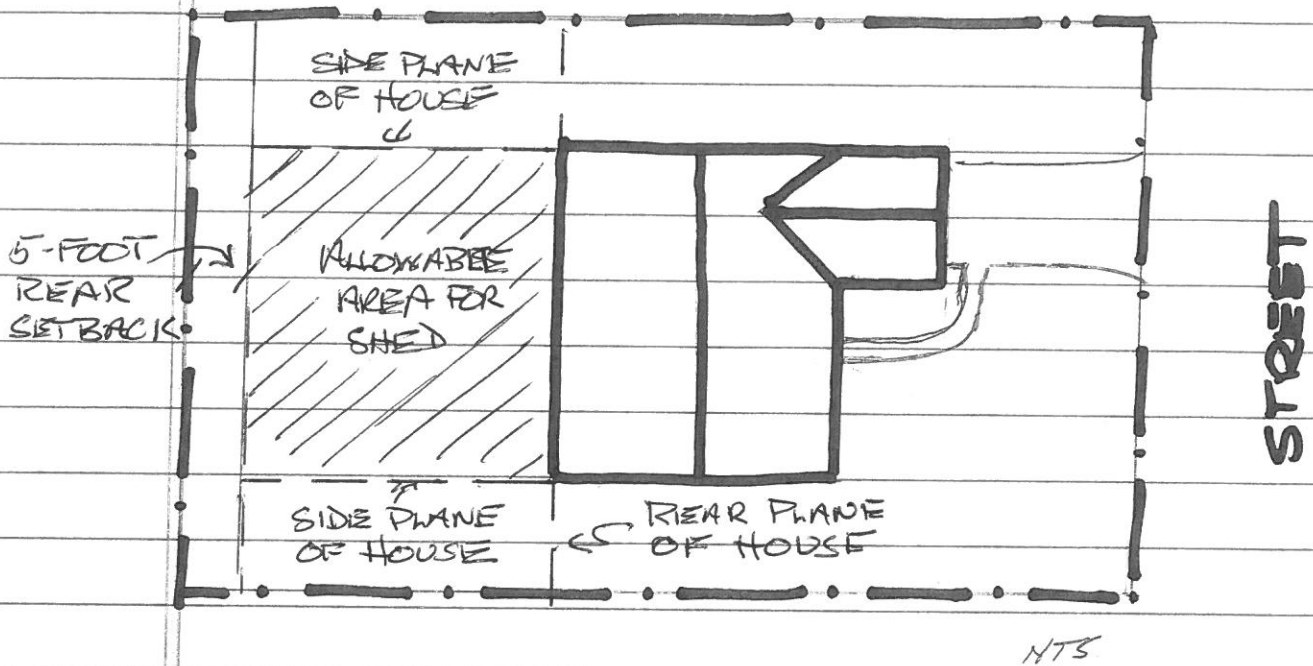 SIDE PLANE
OF HOUSE
5-FOOT
REAR
SETBACK
ALLOWABLE
AREA FOR
SHED
STREET
SIDE PLANE
OF HOUSE
REAR PLANE
OF HOUSE
NTS